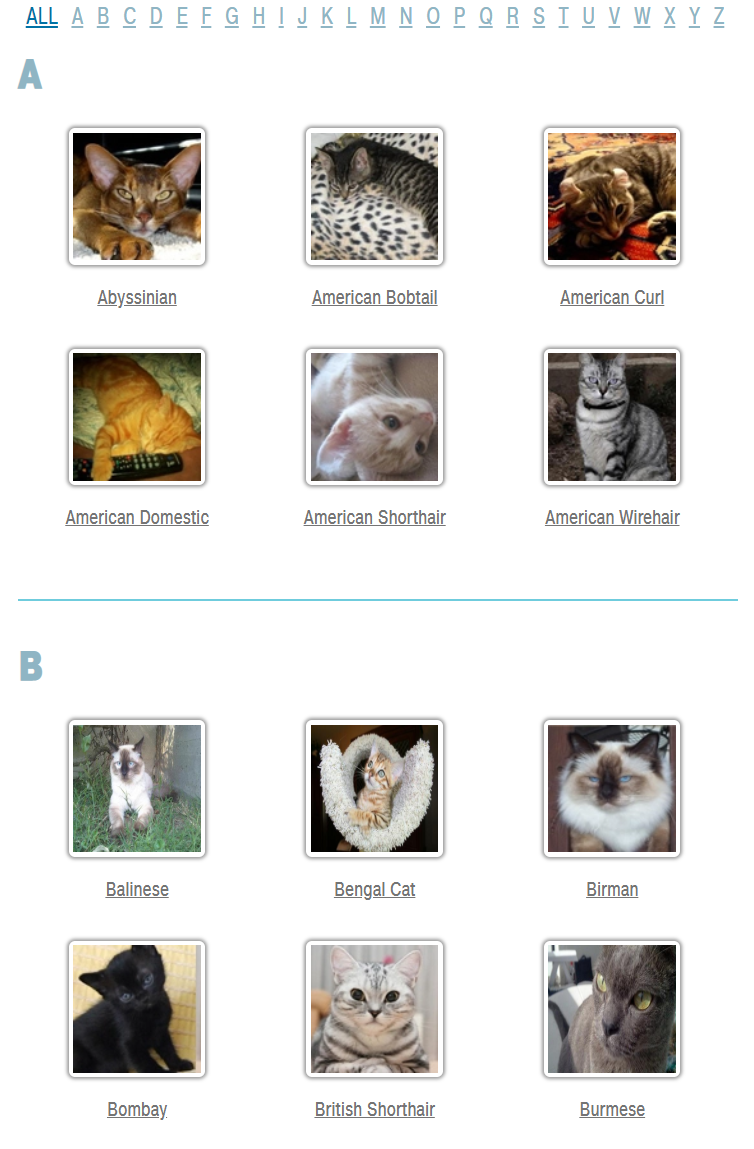 ALL A B C D E F G H I J K L M N O P Q R S T U V W X Y Z
A
Abyssinian American Bobtail American Curl
American Domestic American Shorthair American Wirehair
B
Balinese Bengal Cat Birman
Bombay British Shorthair Burmese